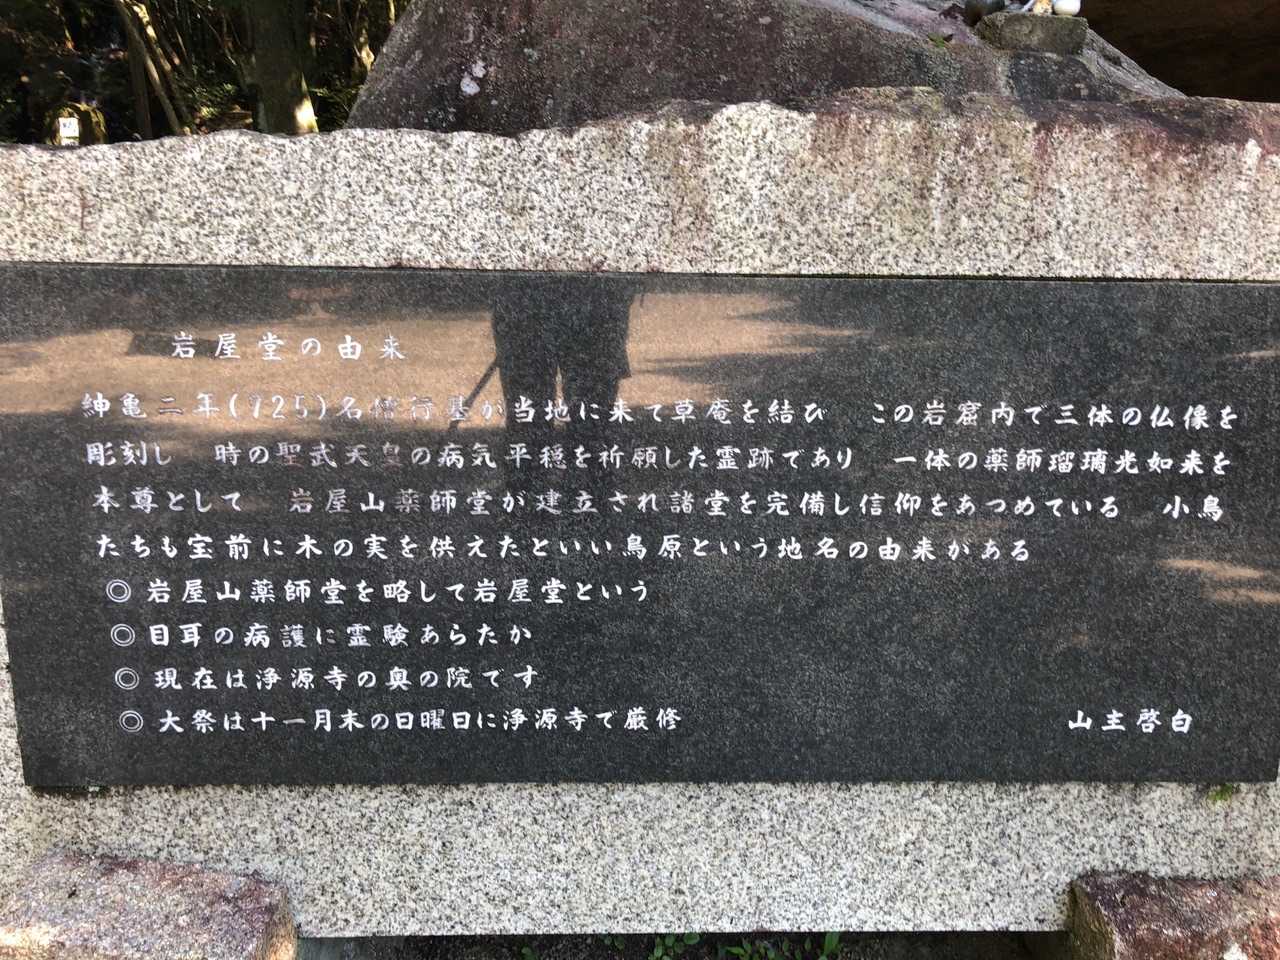 岩屋堂の由来
神亀二年(725)名僧行基が当地に来て草庵を結び　この岩窟内で三体の仏像を
彫刻し　時の聖武天皇の病気平穏を祈願した霊跡であり　一体の薬師瑠璃光如来を
本尊として　岩屋山薬師堂が建立され諸堂を完備し信仰をあつめている　小鳥
たちも宝前に木の実を供えたといい鳥原という地名の由来がある
◎岩屋山薬師堂を略して岩屋堂という
◎目耳の病護に霊験あらたか
◎現在は浄源寺の奥の院です
◎大祭は十一月末の日曜日に浄源寺で厳修
山主啓白